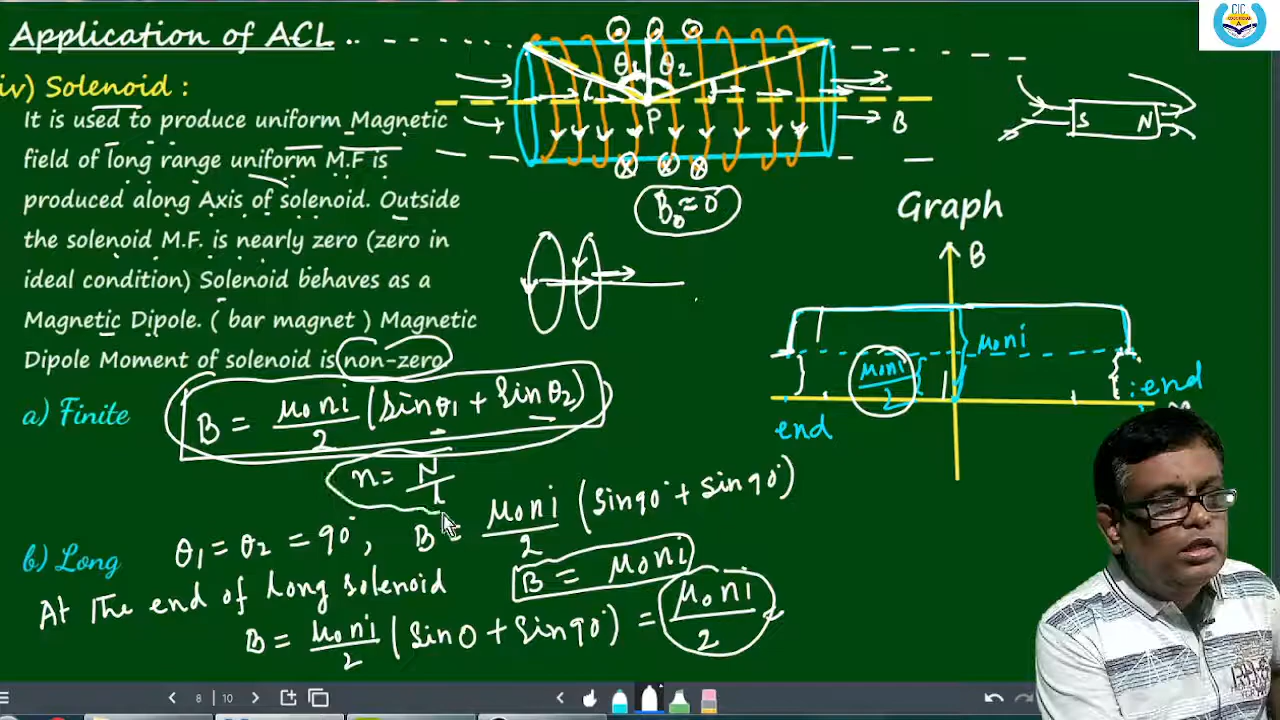 Application of ACL
iv) Solenoid :
It is used to produce uniform Magnetic
field of long range uniform M.F is
produced along Axis of solenoid. Outside
the solenoid M.F. is nearly zero (zero in
ideal condition) Solenoid behaves as a
Magnetic Dipole. ( bar magnet ) Magnetic
Dipole Moment of solenoid is non-zero
a) Finite B = μ₀ni/2 (sinθ₁ + sinθ₂)
n = N/L
b) Long θ₁ = θ₂ = 90°, B = μ₀ni/2 (sin90° + sin90°)
B = μ₀ni
At The end of Long solenoid
B = μ₀ni/2 (sin0 + sin90°) = μ₀ni/2
θ₁ θ₂
P
B
B₀ ≈ 0
S N
Graph
B
μ₀ni
μ₀ni/2
end
end
CIC
8 | 10